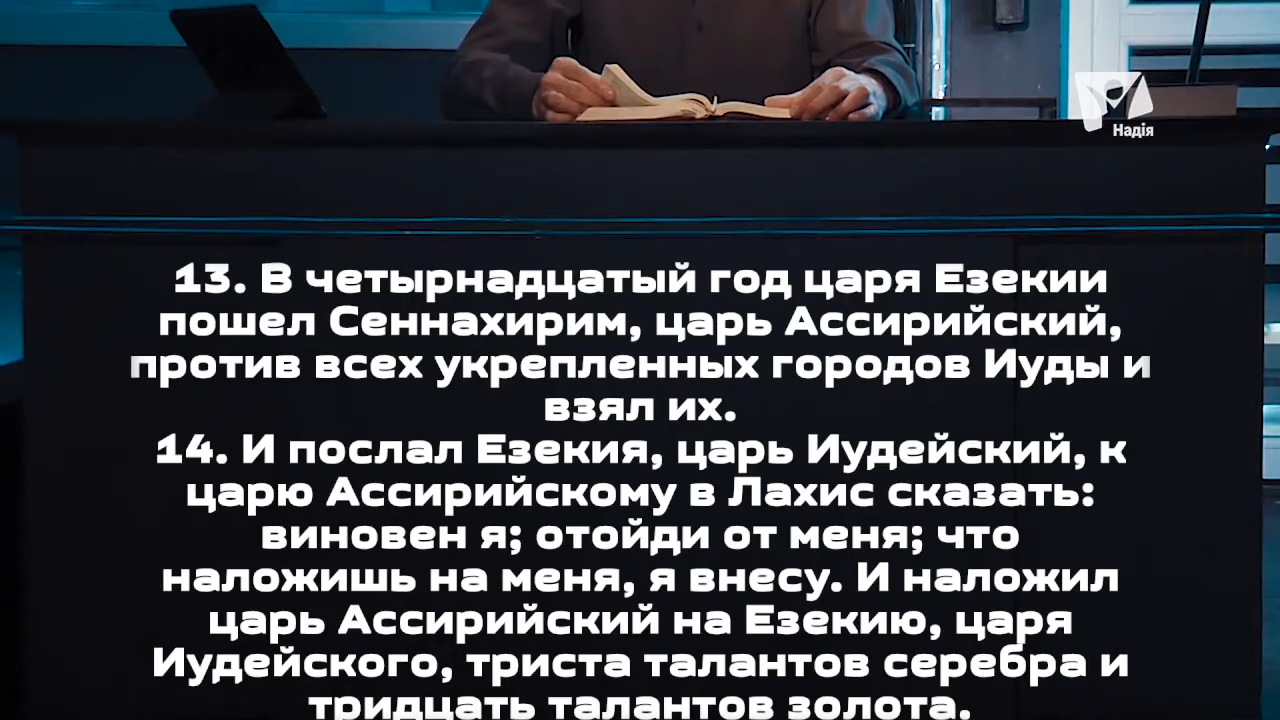 Надія
13. В четырнадцатый год царя Езекии
пошел Сеннахирим, царь Ассирийский,
против всех укрепленных городов Иуды и
взял их.
14. И послал Езекия, царь Иудейский, к
царю Ассирийскому в Лахис сказать:
виновен я; отойди от меня; что
наложишь на меня, я внесу. И наложил
царь Ассирийский на Езекию, царя
Иудейского, триста талантов серебра и
тридцать талантов золота.